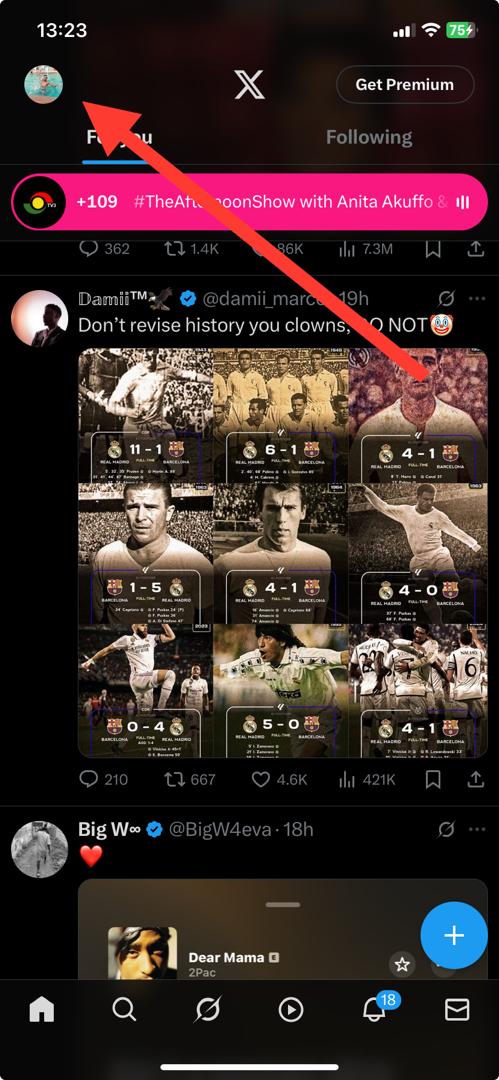 13:23
75
Get Premium
For you
Following
TV3
+109 #TheAfternoonShow with Anita Akuffo &
362 1.4K 86K 7.3M
Damii™🦅 @damii_marco 19h
Don't revise history you clowns, DO NOT🤡
11 - 1
REAL MADRID FULL-TIME BARCELONA
6 - 1
REAL MADRID FULL-TIME BARCELONA
4 - 1
REAL MADRID FULL-TIME BARCELONA
1 - 5
BARCELONA FULL-TIME REAL MADRID
4 - 1
REAL MADRID FULL-TIME BARCELONA
4 - 0
REAL MADRID FULL-TIME BARCELONA
2023
0 - 4
BARCELONA FULL-TIME REAL MADRID
5 - 0
REAL MADRID FULL-TIME BARCELONA
NACHO
6
4 - 1
REAL MADRID FULL-TIME BARCELONA
210 667 4.6K 421K
Big W∞ @BigW4eva · 18h
❤️
Dear Mama E
2Pac
18